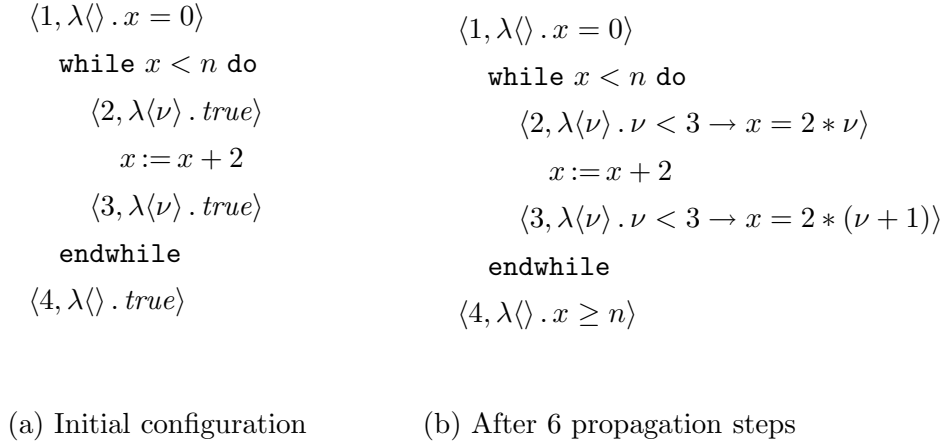 ⟨1, λ⟨⟩ . x = 0⟩
while x < n do
⟨2, λ⟨ν⟩ . true⟩
x := x + 2
⟨3, λ⟨ν⟩ . true⟩
endwhile
⟨4, λ⟨⟩ . true⟩
(a) Initial configuration
⟨1, λ⟨⟩ . x = 0⟩
while x < n do
⟨2, λ⟨ν⟩ . ν < 3 → x = 2 ∗ ν⟩
x := x + 2
⟨3, λ⟨ν⟩ . ν < 3 → x = 2 ∗ (ν + 1)⟩
endwhile
⟨4, λ⟨⟩ . x ≥ n⟩
(b) After 6 propagation steps